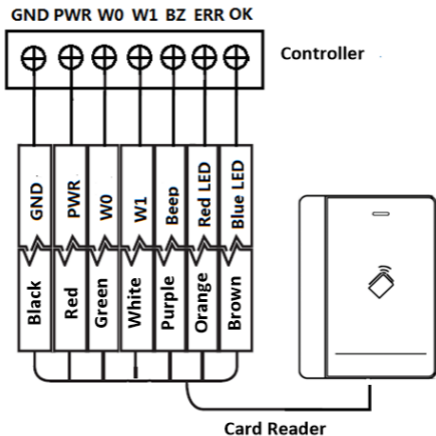 GND PWR W0 W1 BZ ERR OK
Controller
GND
PWR
W0
W1
Beep
Red LED
Blue LED
Black
Red
Green
White
Purple
Orange
Brown
Card Reader